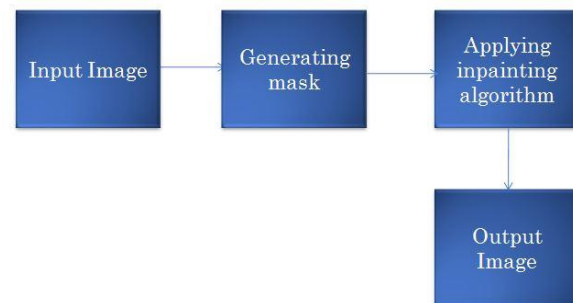 Input Image
Generating
mask
Applying
inpainting
algorithm
Output
Image